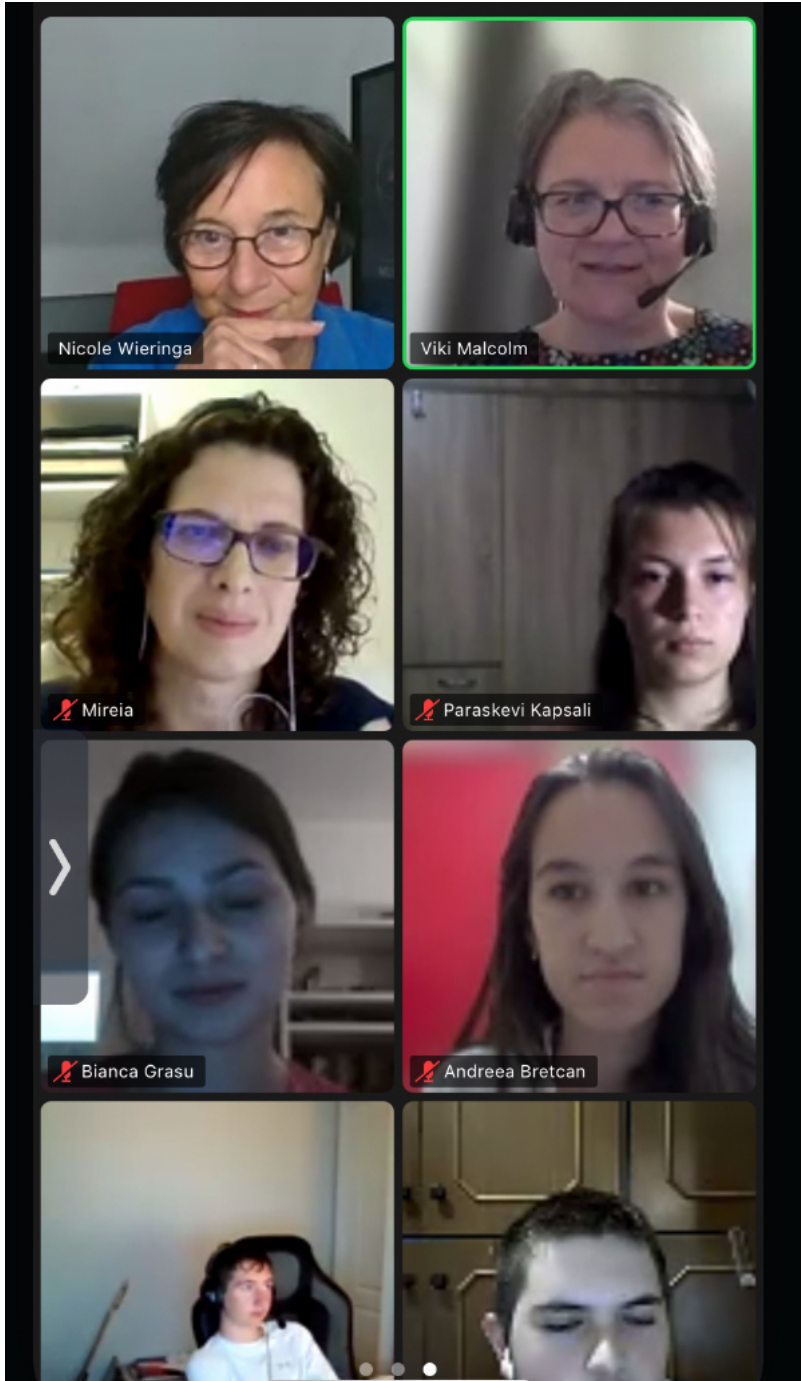 Nicole Wieringa
Viki Malcolm
Mireia
Paraskevi Kapsali
Bianca Grasu
Andreea Bretcan